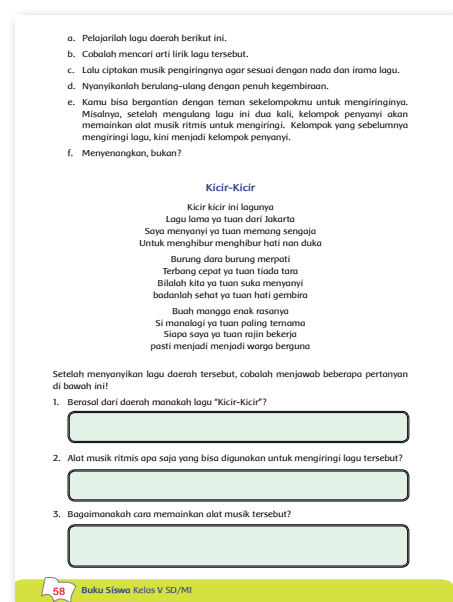 a. Pelajarilah lagu daerah berikut ini.
b. Cobalah mencari arti lirik lagu tersebut.
c. Lalu ciptakan musik pengiringnya agar sesuai dengan nada dan irama lagu.
d. Nyanyikanlah berulang-ulang dengan penuh kegembiraan.
e. Kamu bisa bergantian dengan teman sekelompokmu untuk mengiringinya.
Misalnya, setelah mengulang lagu ini dua kali, kelompok penyanyi akan
memainkan alat musik ritmis untuk mengiringi. Kelompok yang sebelumnya
mengiringi lagu, kini menjadi kelompok penyanyi.
f. Menyenangkan, bukan?
Kicir-Kicir
Kicir kicir ini lagunya
Lagu lama ya tuan dari Jakarta
Saya menyanyi ya tuan memang sengaja
Untuk menghibur menghibur hati nan duka
Burung dara burung merpati
Terbang cepat ya tuan tiada tara
Bilalah kita ya tuan suka menyanyi
badanlah sehat ya tuan hati gembira
Buah mangga enak rasanya
Si manalagi ya tuan paling ternama
Siapa saya ya tuan rajin bekerja
pasti menjadi menjadi warga berguna
Setelah menyanyikan lagu daerah tersebut, cobalah menjawab beberapa pertanyan
di bawah ini!
1. Berasal dari daerah manakah lagu "Kicir-Kicir"?
2. Alat musik ritmis apa saja yang bisa digunakan untuk mengiringi lagu tersebut?
3. Bagaimanakah cara memainkan alat musik tersebut?
58 Buku Siswa Kelas V SD/MI